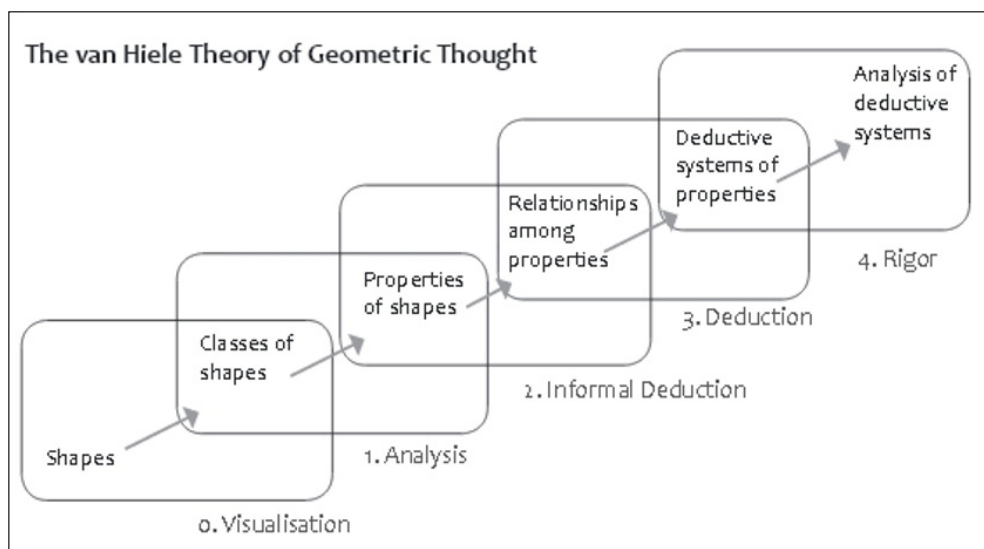 The van Hiele Theory of Geometric Thought
Shapes
0. Visualisation
Classes of
shapes
1. Analysis
Properties
of shapes
2. Informal Deduction
Relationships
among
properties
3. Deduction
Deductive
systems of
properties
4. Rigor
Analysis of
deductive
systems